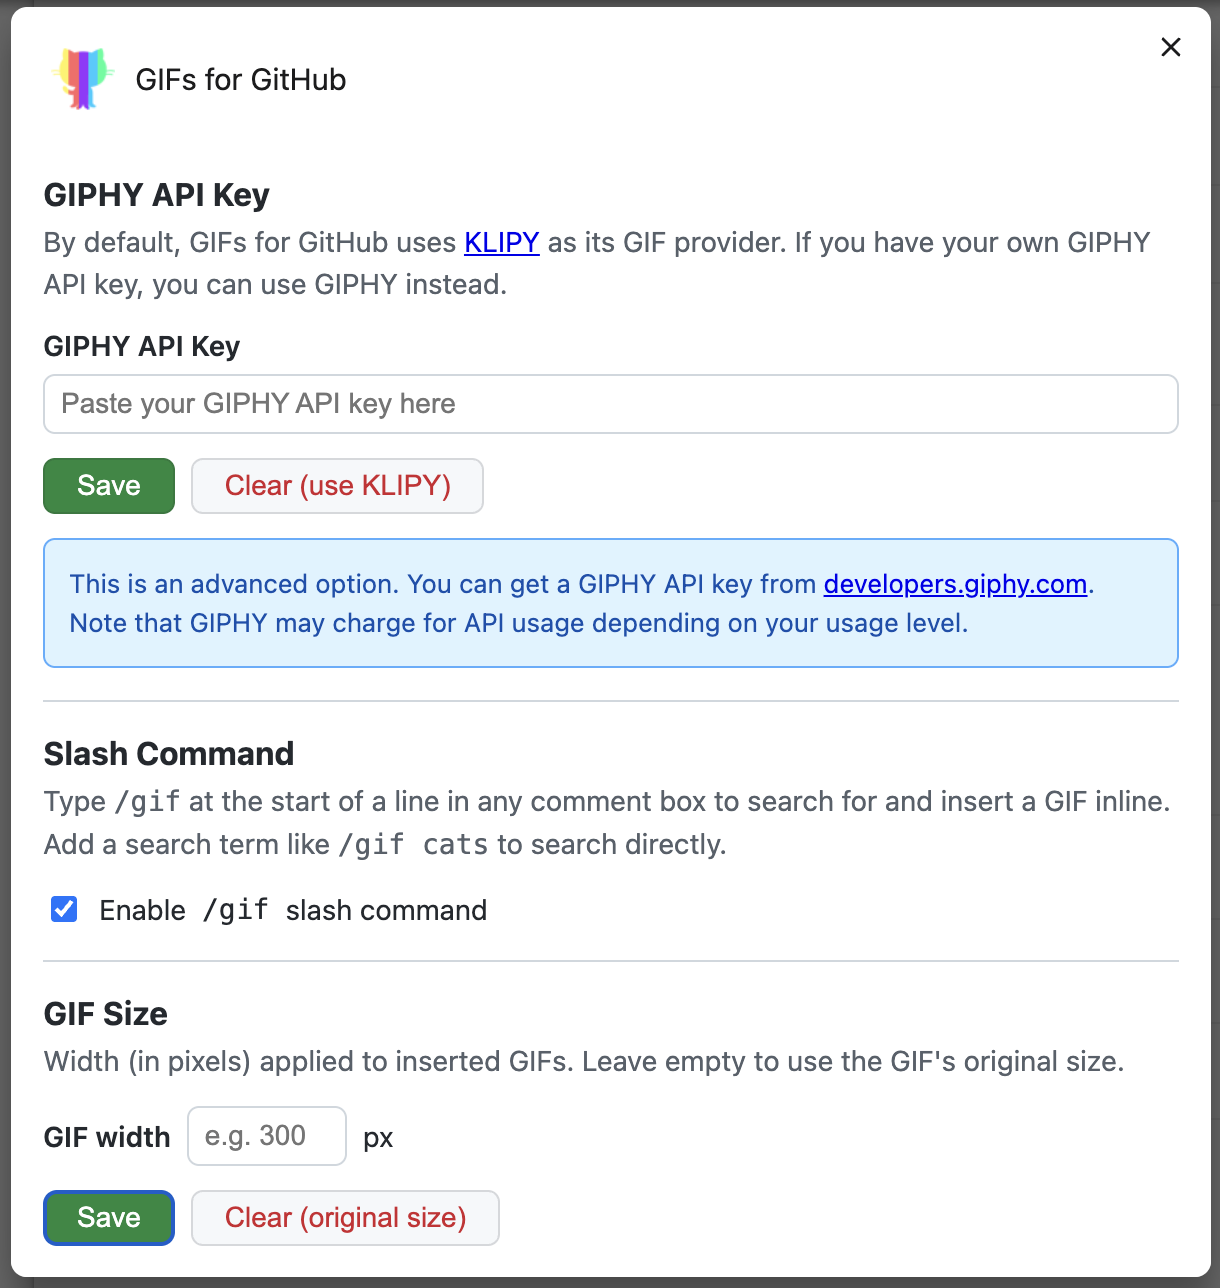 GIFs for GitHub
GIPHY API Key
By default, GIFs for GitHub uses KLIPY as its GIF provider. If you have your own GIPHY
API key, you can use GIPHY instead.
GIPHY API Key
Paste your GIPHY API key here
Save
Clear (use KLIPY)
This is an advanced option. You can get a GIPHY API key from developers.giphy.com.
Note that GIPHY may charge for API usage depending on your usage level.
Slash Command
Type /gif at the start of a line in any comment box to search for and insert a GIF inline.
Add a search term like /gif cats to search directly.
Enable /gif slash command
GIF Size
Width (in pixels) applied to inserted GIFs. Leave empty to use the GIF's original size.
GIF width e.g. 300 px
Save
Clear (original size)